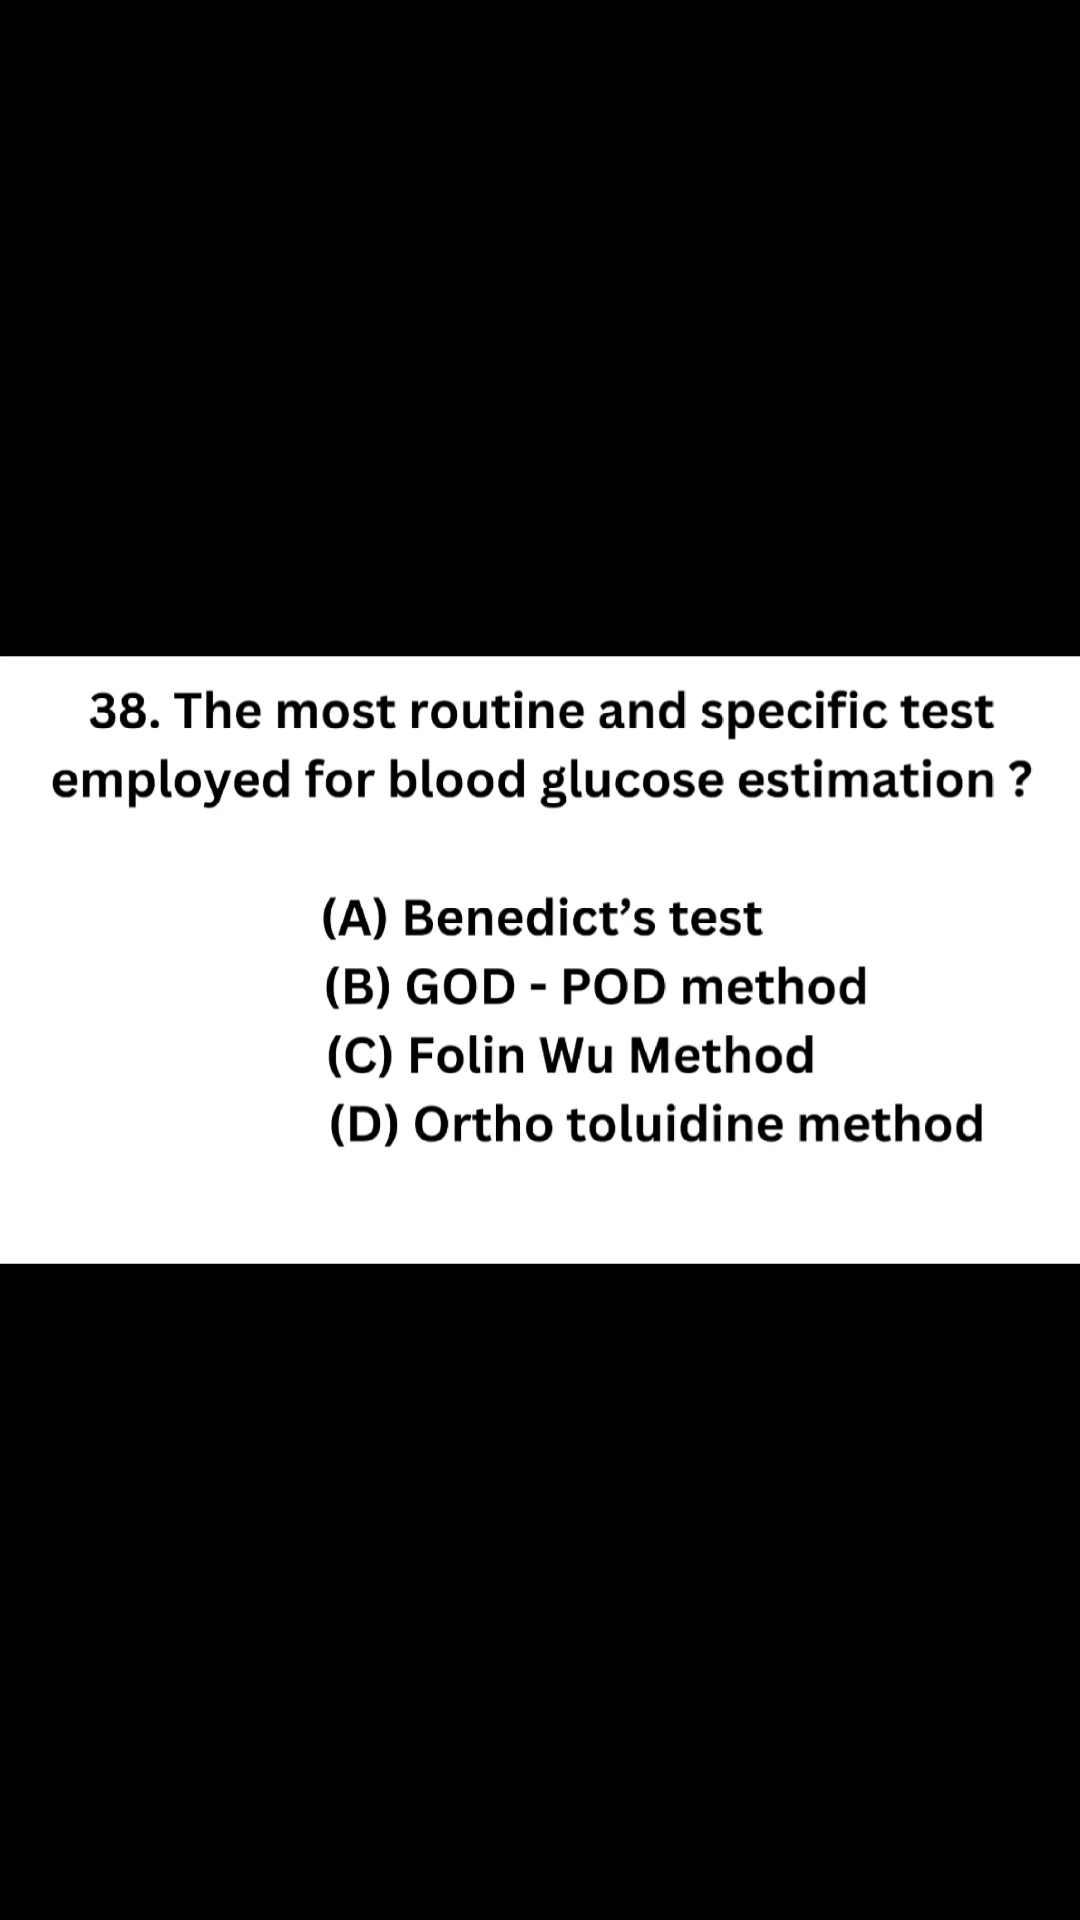 38. The most routine and specific test
employed for blood glucose estimation ?
(A) Benedict’s test
(B) GOD - POD method
(C) Folin Wu Method
(D) Ortho toluidine method